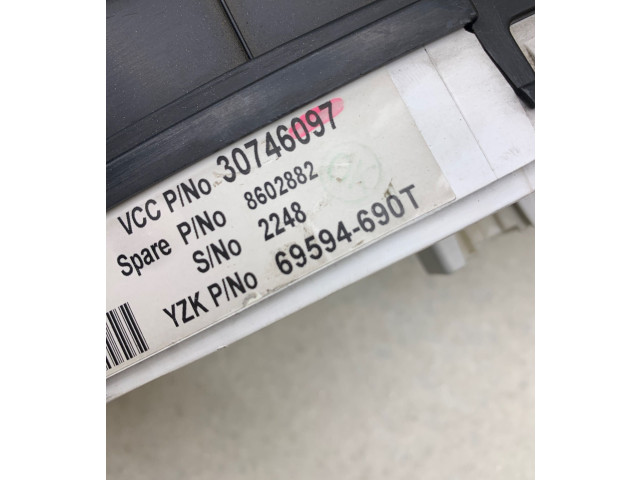 VCC P/No 30746097
Spare P/No 8602882
S/No 2248
YZK P/No 69594-690T